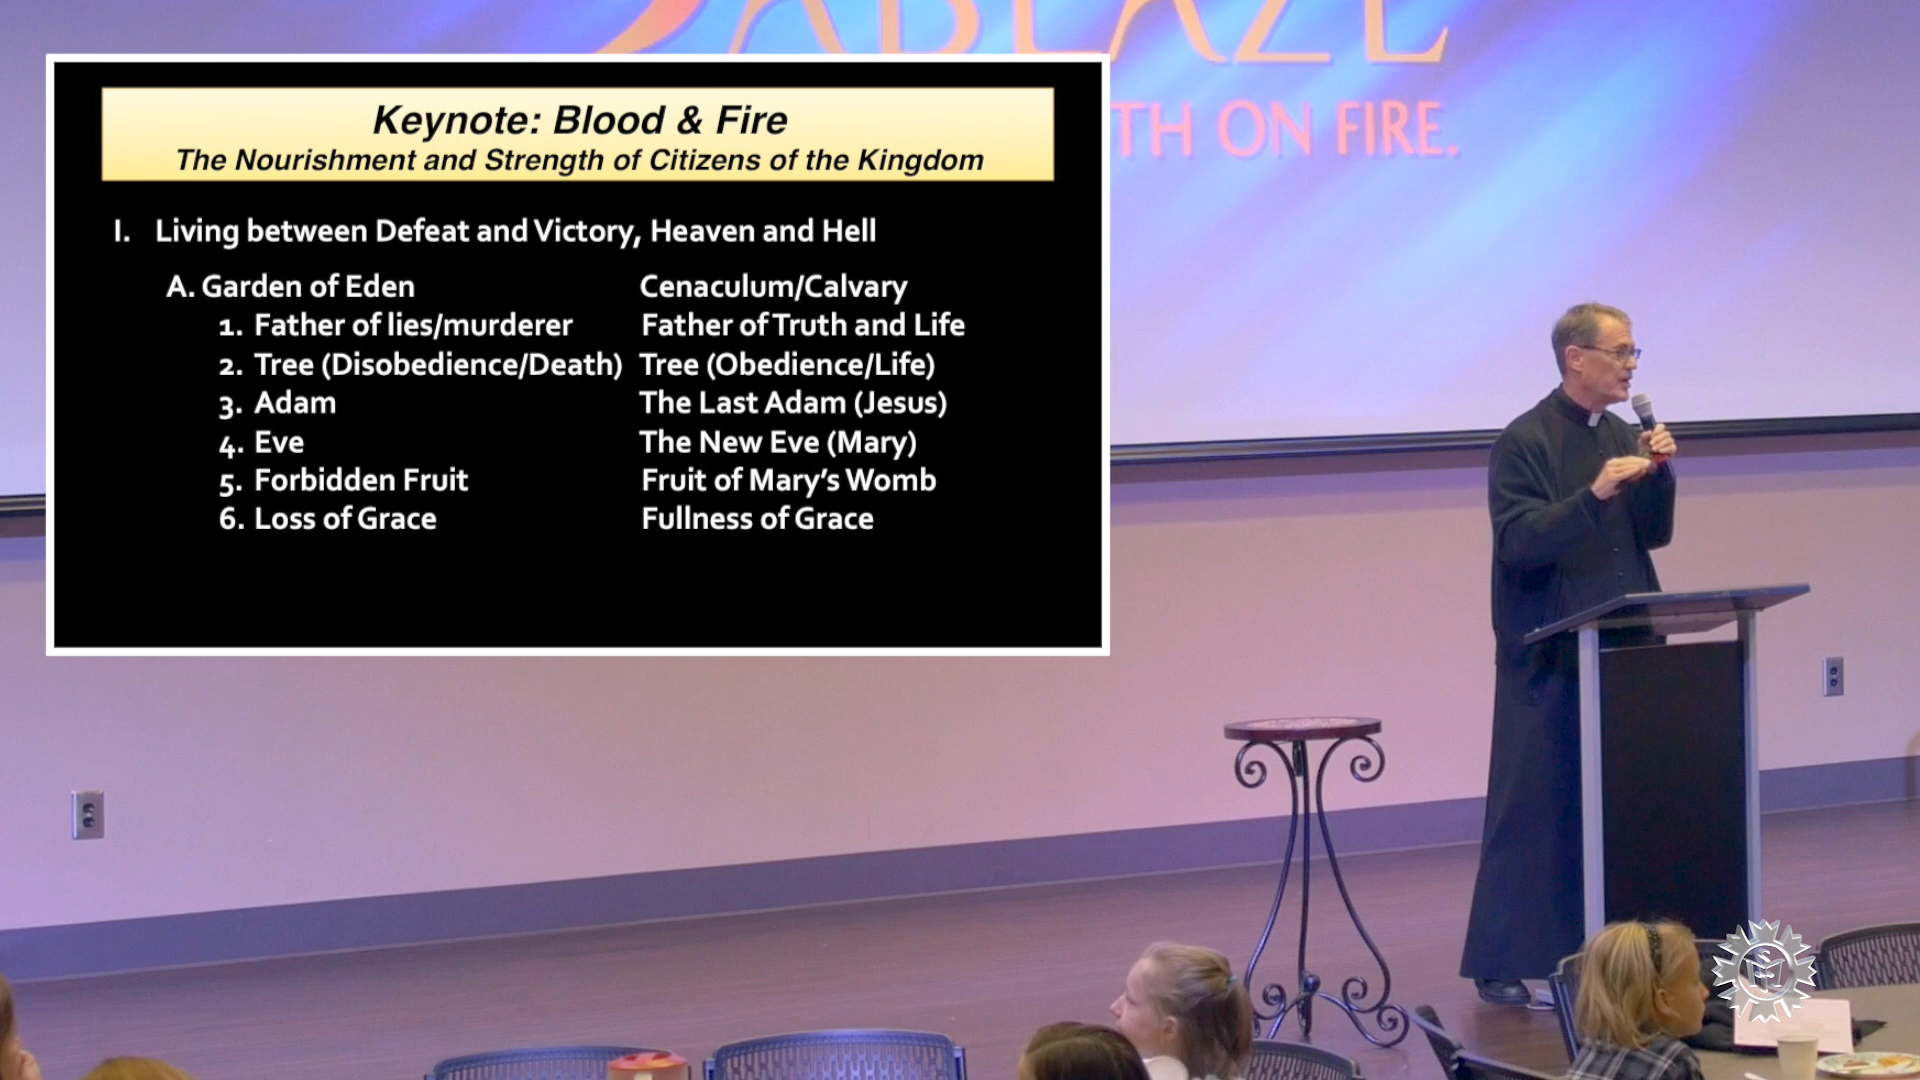 ABLAZE
TH ON FIRE.
Keynote: Blood & Fire
The Nourishment and Strength of Citizens of the Kingdom
I. Living between Defeat and Victory, Heaven and Hell
A. Garden of Eden Cenaculum/Calvary
1. Father of lies/murderer Father of Truth and Life
2. Tree (Disobedience/Death) Tree (Obedience/Life)
3. Adam The Last Adam (Jesus)
4. Eve The New Eve (Mary)
5. Forbidden Fruit Fruit of Mary's Womb
6. Loss of Grace Fullness of Grace